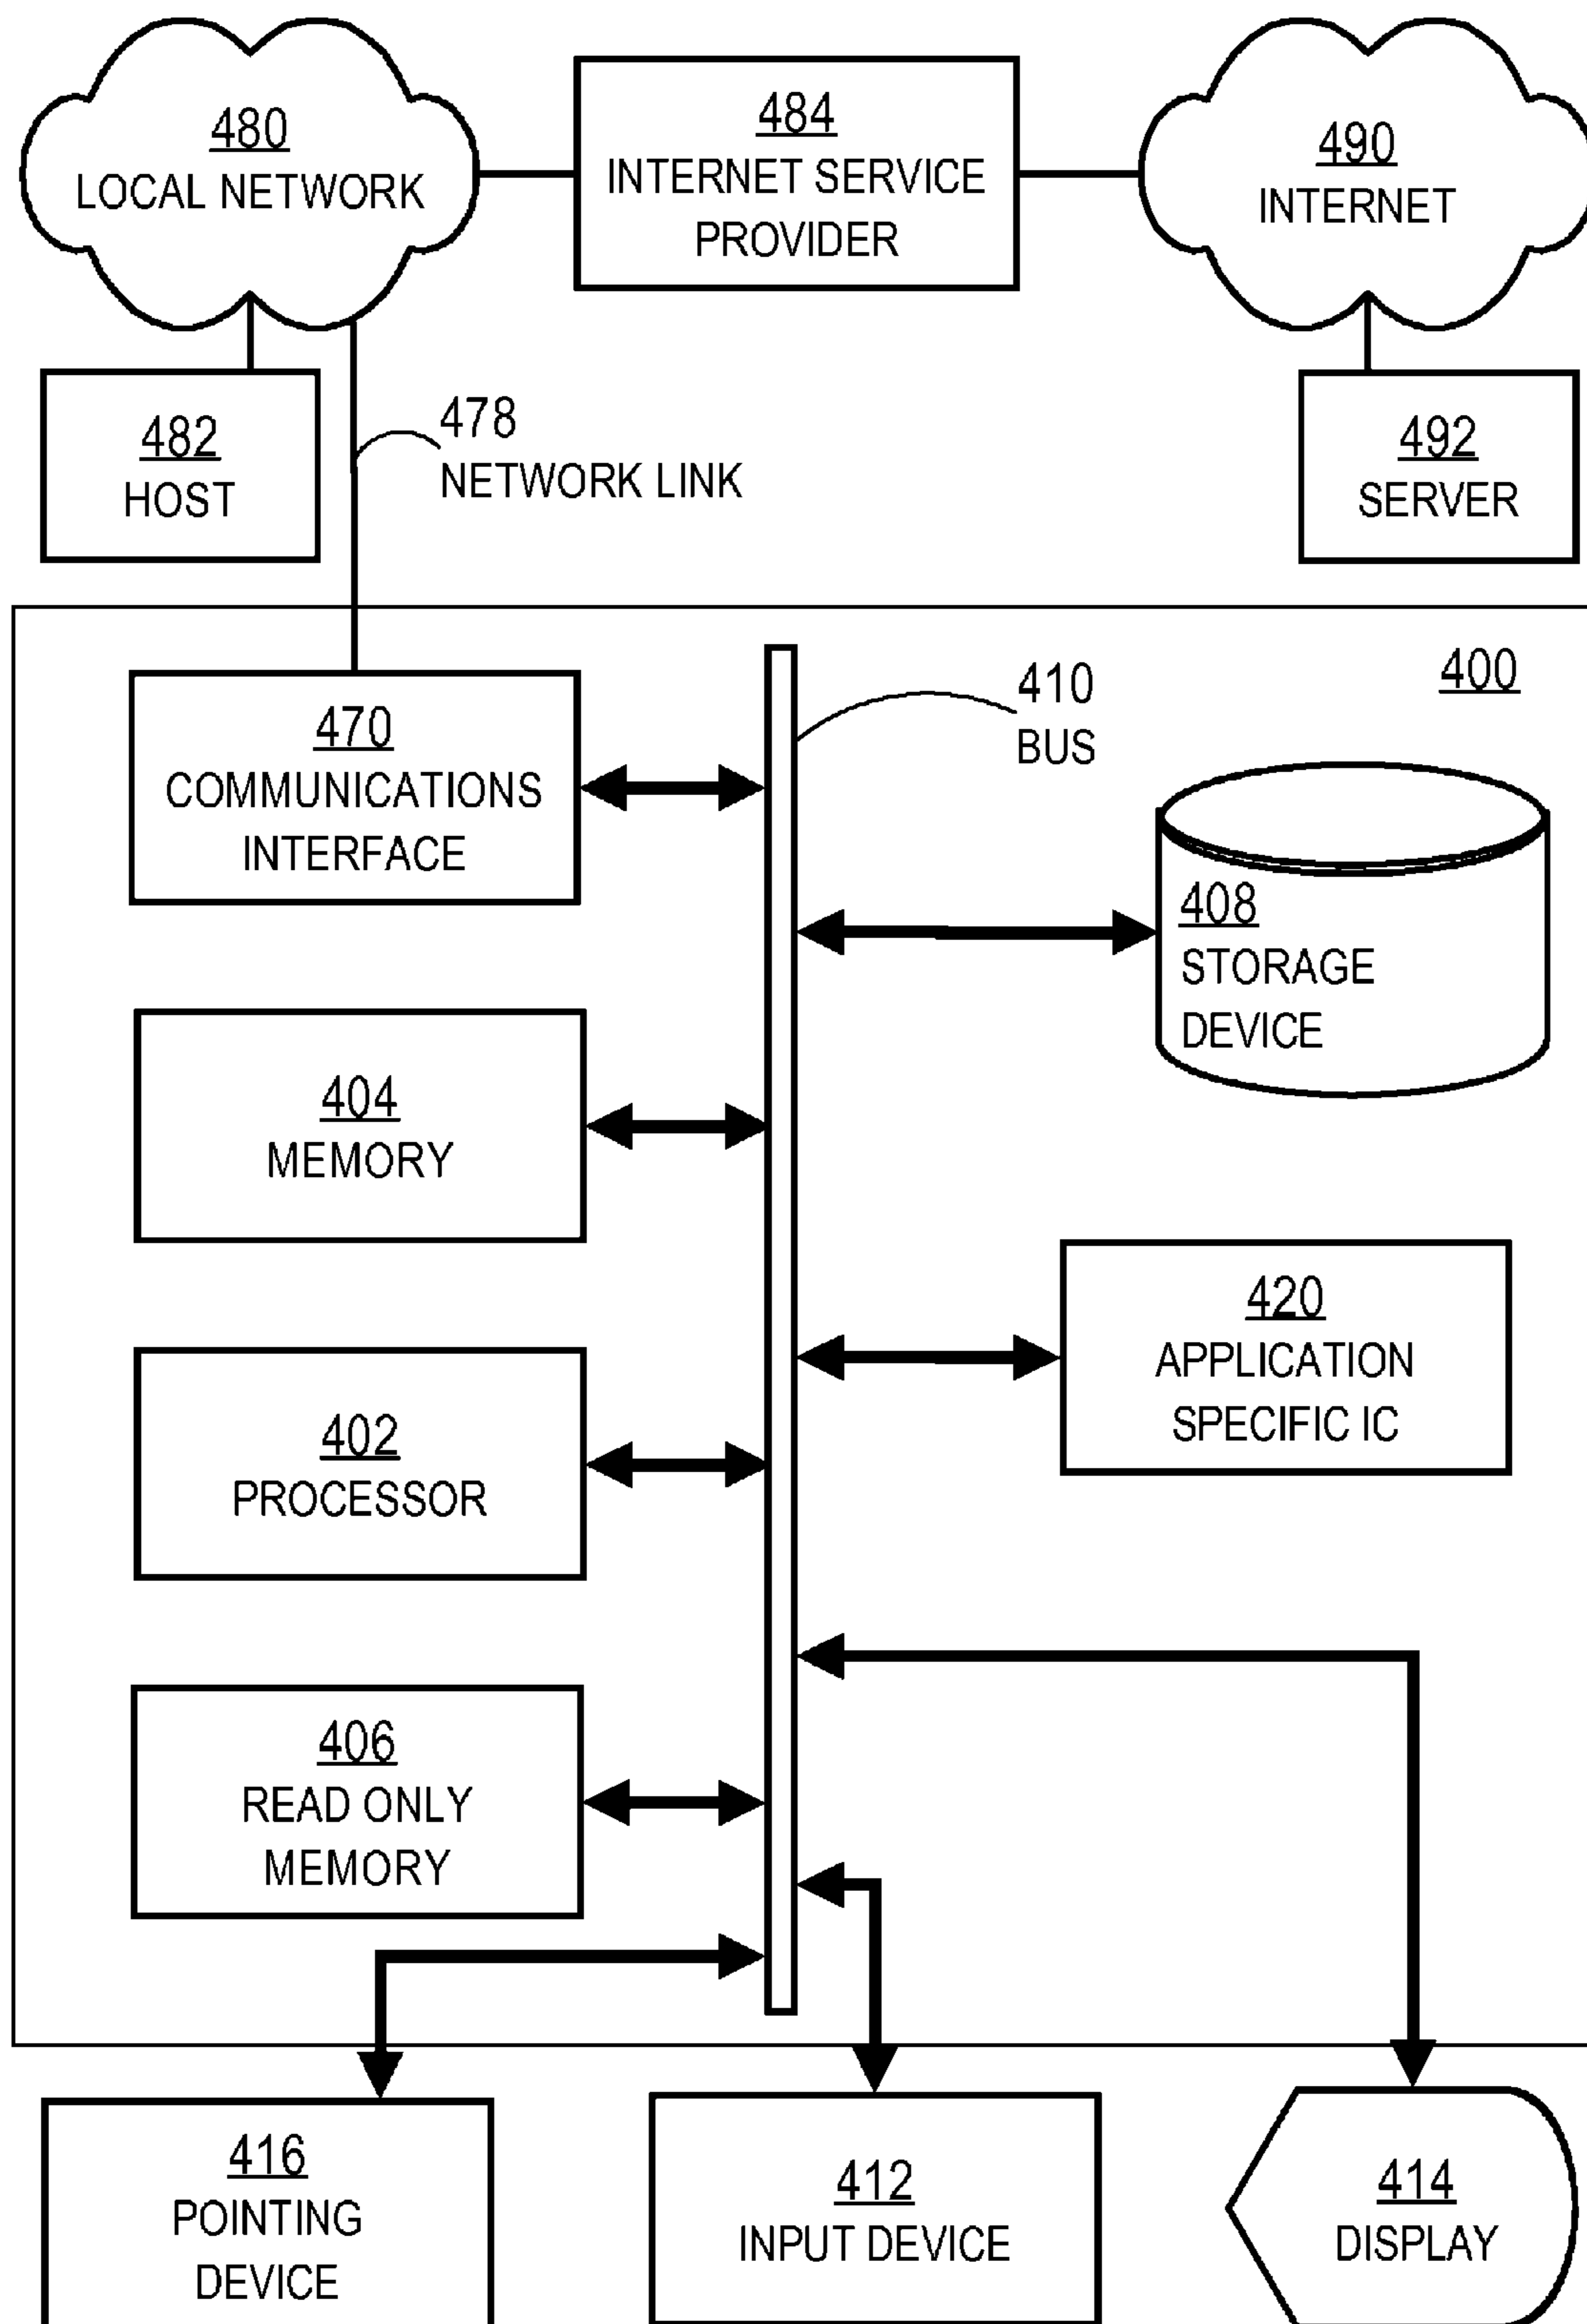 480
LOCAL NETWORK
484
INTERNET SERVICE
PROVIDER
490
INTERNET
482
HOST
478
NETWORK LINK
492
SERVER
400
470
COMMUNICATIONS
INTERFACE
410
BUS
408
STORAGE
DEVICE
404
MEMORY
420
APPLICATION
SPECIFIC IC
402
PROCESSOR
406
READ ONLY
MEMORY
416
POINTING
DEVICE
412
INPUT DEVICE
414
DISPLAY